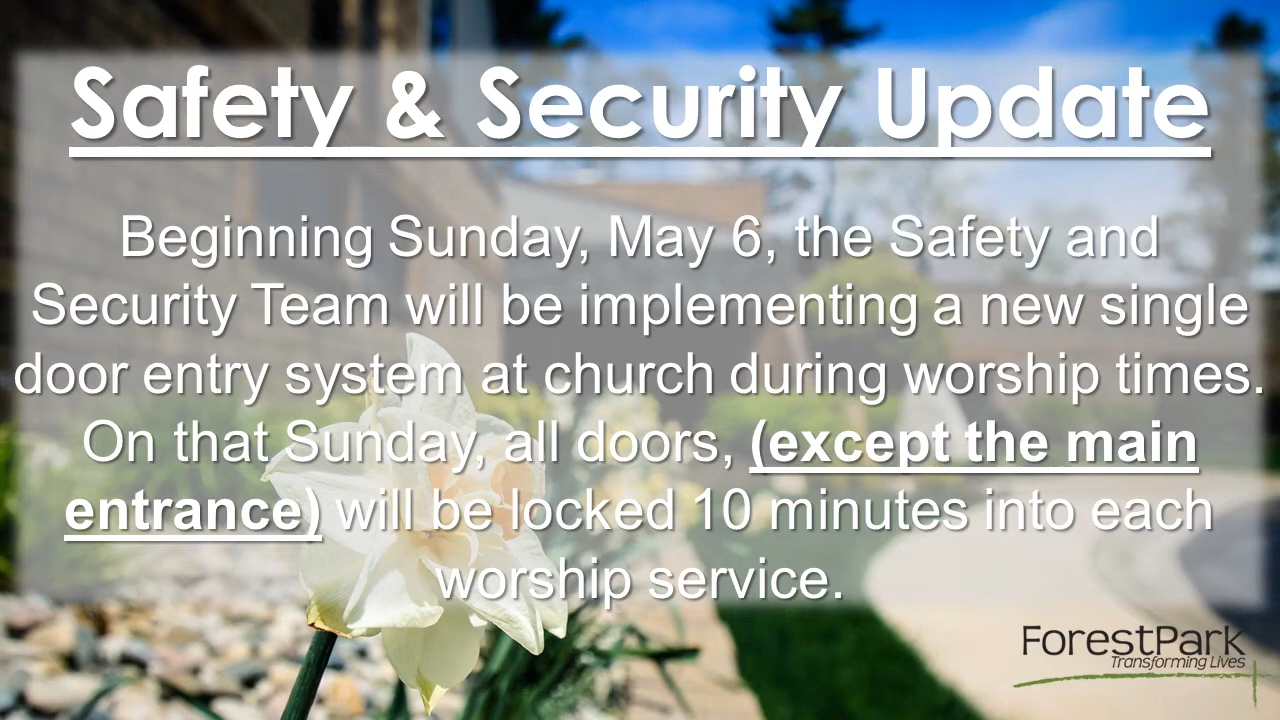 Safety & Security Update
Beginning Sunday, May 6, the Safety and
Security Team will be implementing a new single
door entry system at church during worship times.
On that Sunday, all doors, (except the main
entrance) will be locked 10 minutes into each
worship service.
ForestPark
Transforming Lives